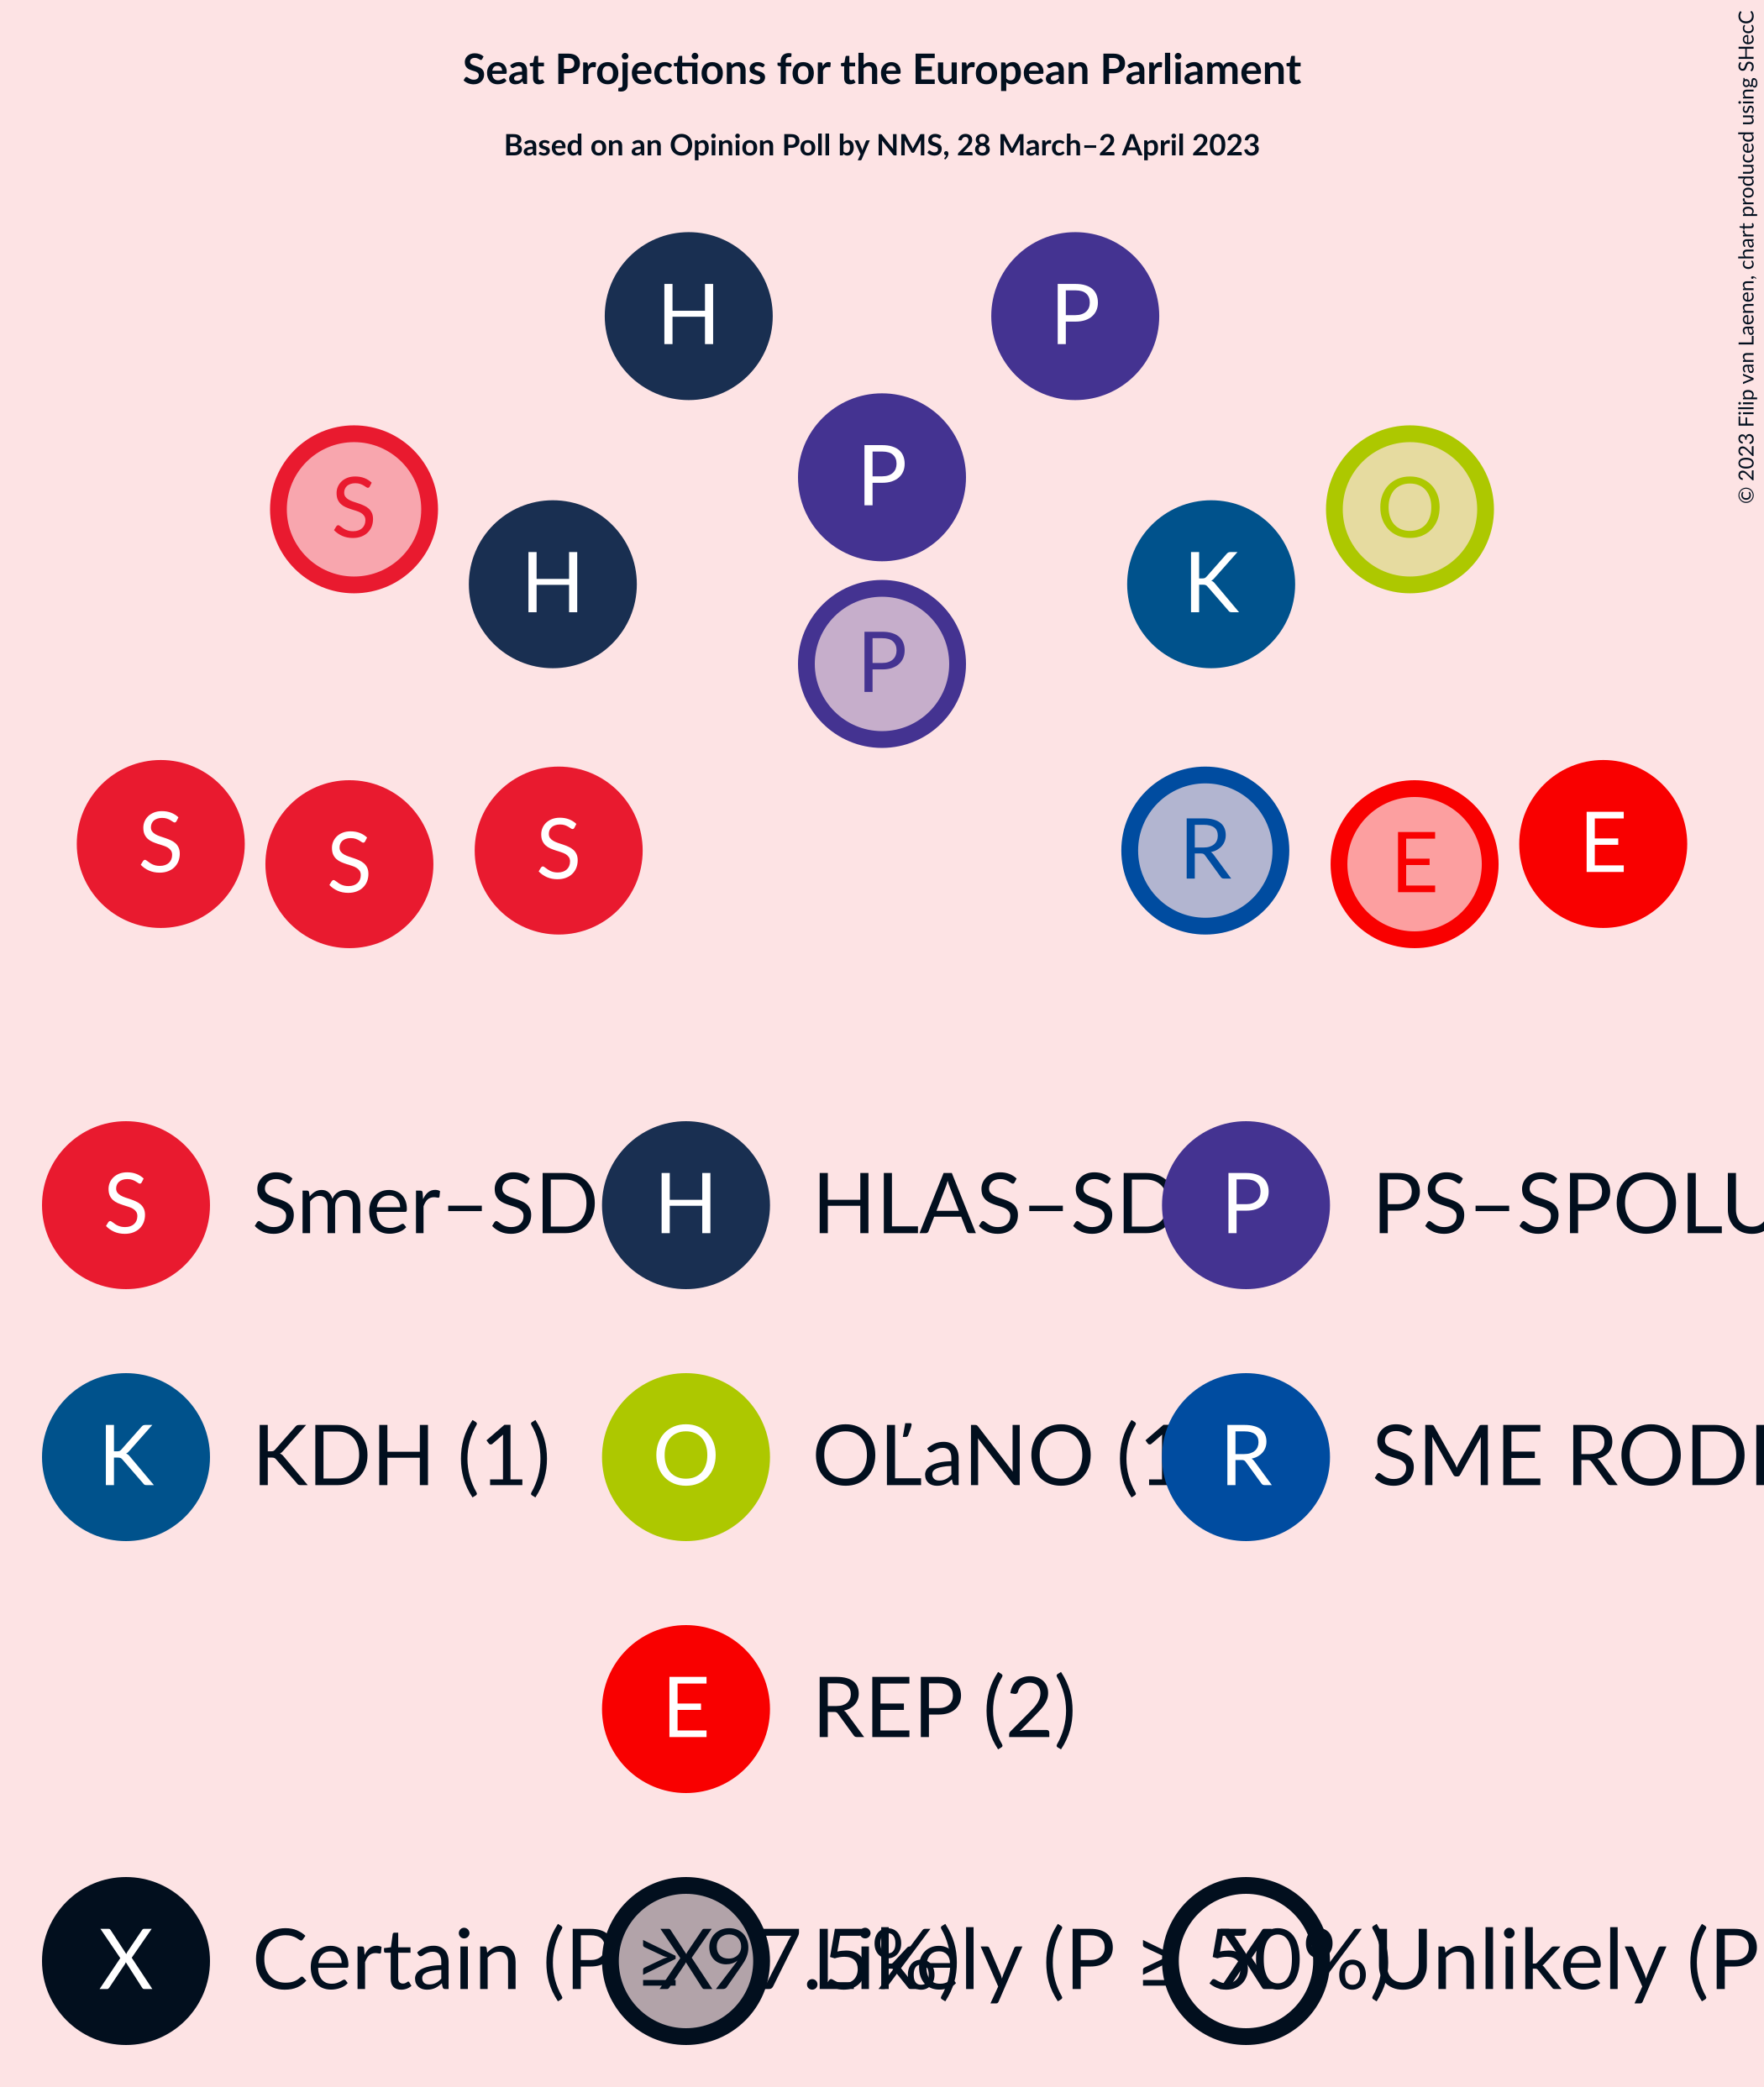 Seat Projections for the European Parliament
Based on an Opinion Poll by NMS, 28 March–2 April 2023
© 2023 Filip van Laenen, chart produced using SHecC
H P
P
S O
H K
P
S S S R E E
S Smer–SD H HLAS–SD P PS–SPOLU
K KDH (1) O OĽaNO (1 R SME RODI
E REP (2)
X Certain (P ≥ 97.5%) X Likely (P ≥ 50%) X Unlikely (P